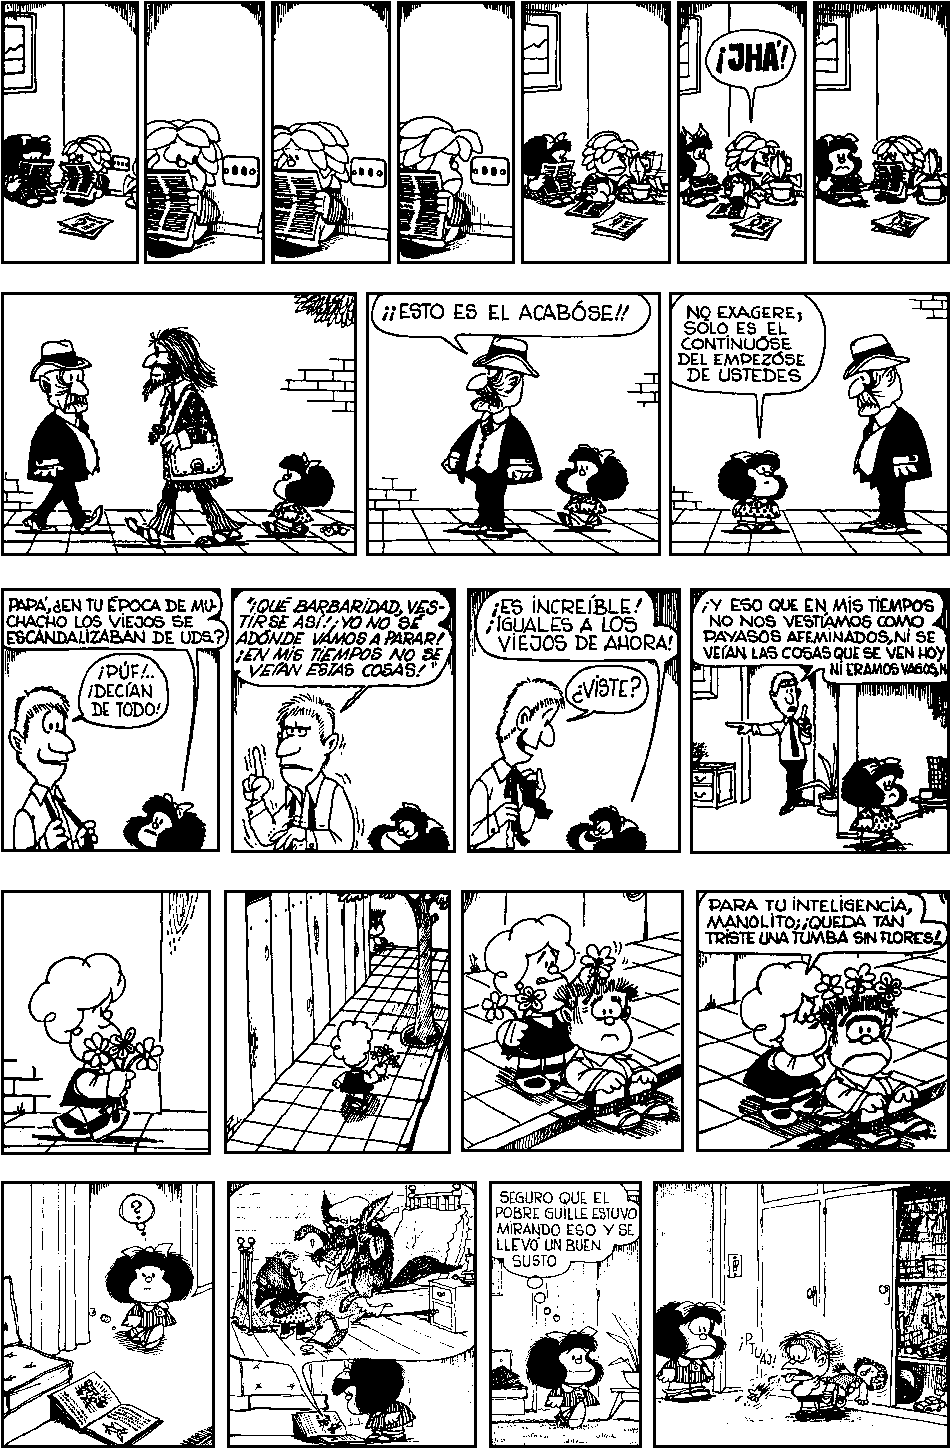 ¡JHA!
¡¡ESTO ES EL ACABÓSE!!
NO EXAGERE;
SÓLO ES EL
CONTINUÓSE
DEL EMPEZÓSE
DE USTEDES
PAPÁ, ¿EN TU ÉPOCA DE MU-
CHACHO LOS VIEJOS SE
ESCANDALIZABAN DE UDS.?
¡PÚF!..
¡DECÍAN
DE TODO!
"¡QUÉ BARBARIDAD, VES-
TIRSE ASÍ!¡YO NO SÉ
ADÓNDE VAMOS A PARAR!
¡EN MIS TIEMPOS NO SE
VEÍAN ESTAS COSAS!"
¡ES INCREÍBLE!
¡IGUALES A LOS
VIEJOS DE AHORA!
¿VISTE?
¡Y ESO QUE EN MIS TIEMPOS
NO NOS VESTÍAMOS COMO
PAYASOS AFEMINADOS, NI SE
VEÍAN LAS COSAS QUE SE VEN HOY
NI ERAMOS VAGOS, N
PARA TU INTELIGENCIA,
MANOLITO; ¡QUEDA TAN
TRISTE UNA TUMBA SIN FLORES!
?
SEGURO QUE EL
POBRE GUILLE ESTUVO
MIRANDO ESO Y SE
LLEVÓ UN BUEN
SUSTO
¡PTUAJ!